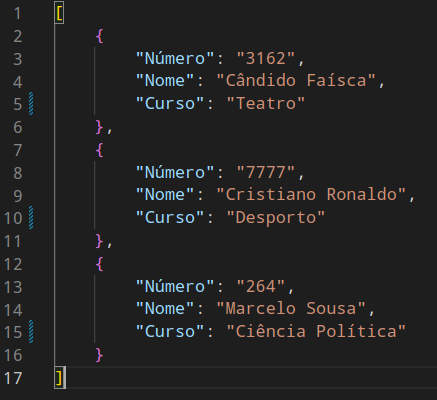 1 [
2 {
3 "Número": "3162",
4 "Nome": "Cândido Faísca",
5 "Curso": "Teatro"
6 },
7 {
8 "Número": "7777",
9 "Nome": "Cristiano Ronaldo",
10 "Curso": "Desporto"
11 },
12 {
13 "Número": "264",
14 "Nome": "Marcelo Sousa",
15 "Curso": "Ciência Política"
16 }
17 ]